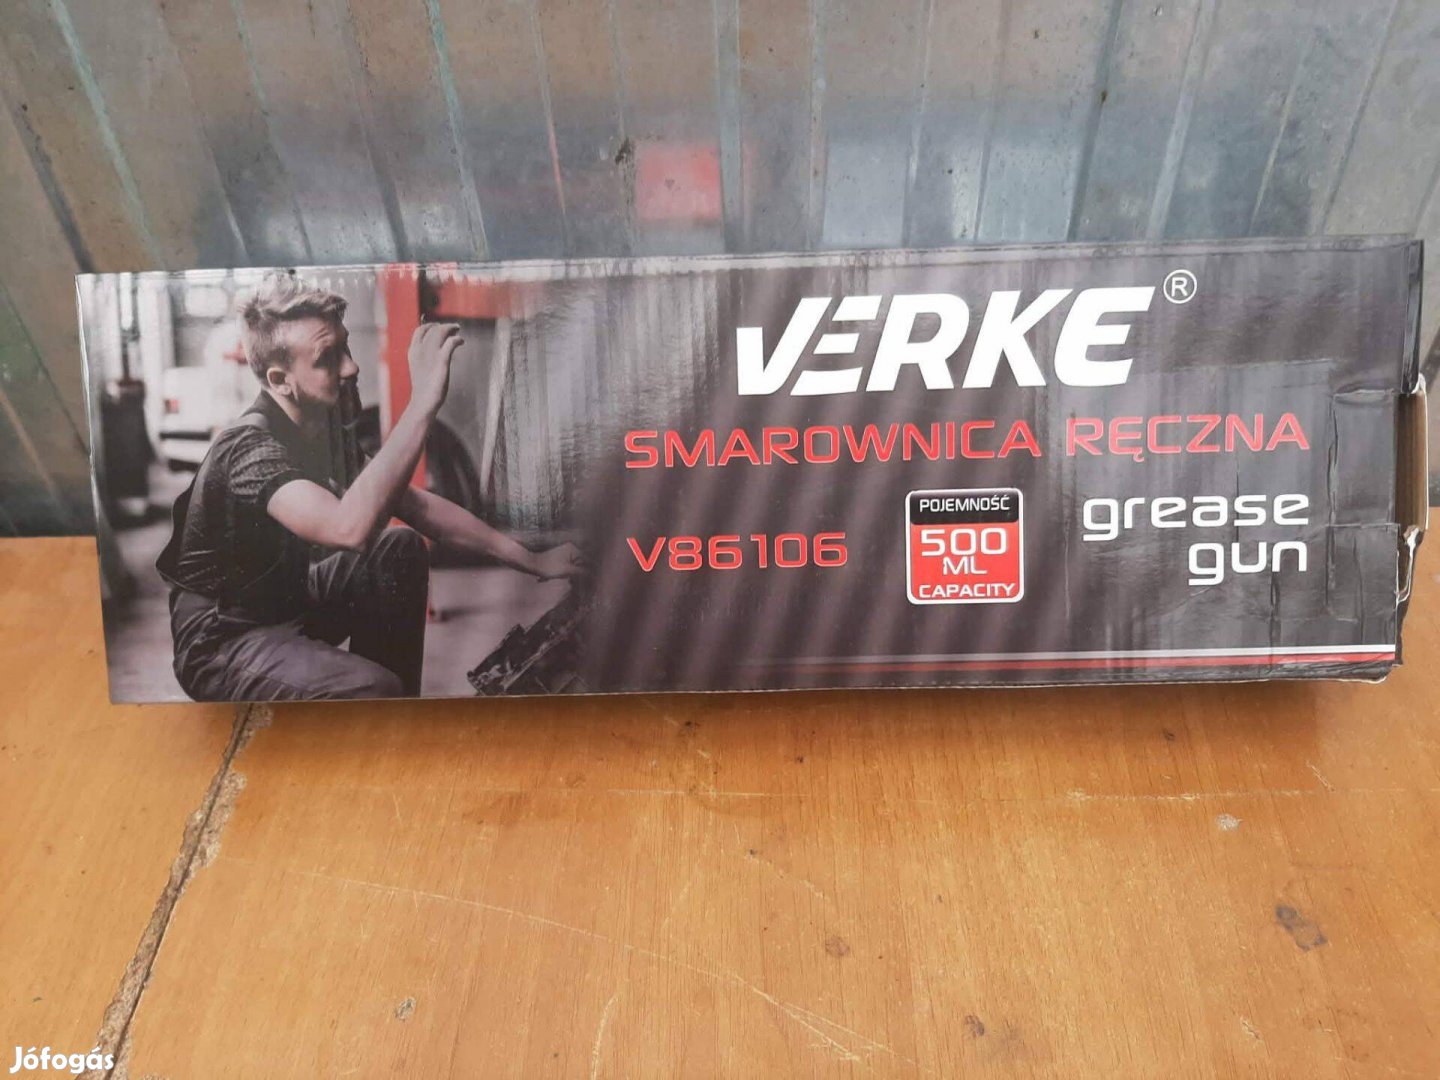 VERKE®
SMAROWNICA RĘCZNA
V86106
POJEMNOŚĆ
500
ML
CAPACITY
grease
gun
Jófogás